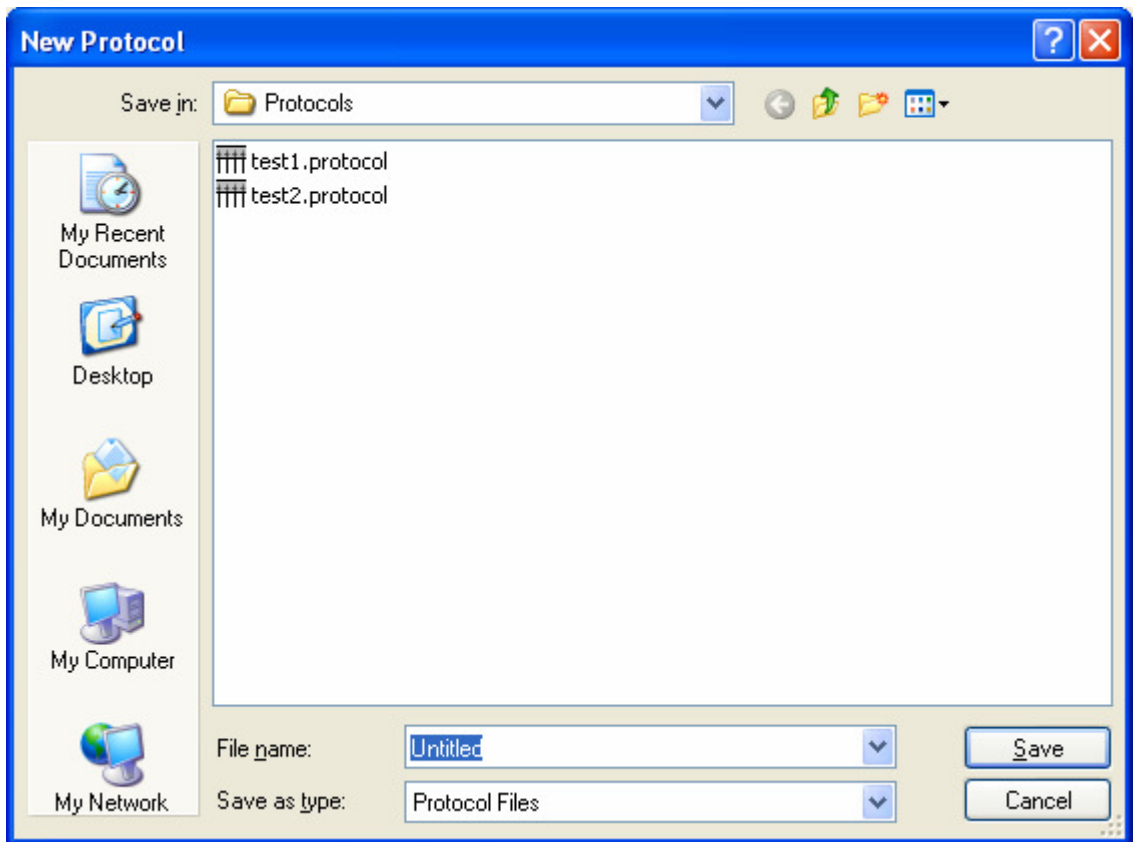 New Protocol
Save in: Protocols
test1.protocol
test2.protocol
My Recent
Documents
Desktop
My Documents
My Computer
My Network
File name: Untitled Save
Save as type: Protocol Files Cancel